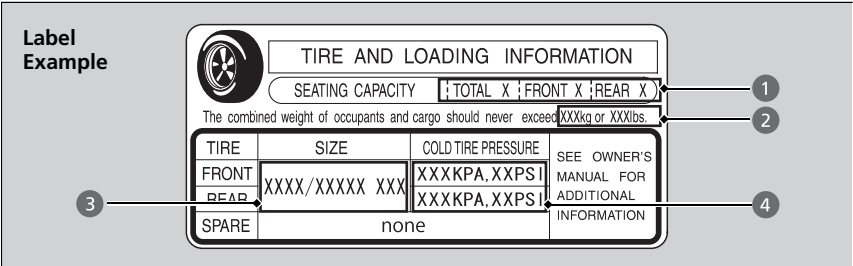 Label
Example
TIRE AND LOADING INFORMATION
SEATING CAPACITY TOTAL X FRONT X REAR X
1
The combined weight of occupants and cargo should never exceed XXXkg or XXXlbs.
2
TIRE SIZE COLD TIRE PRESSURE
SEE OWNER'S
MANUAL FOR
ADDITIONAL
INFORMATION
FRONT XXXX/XXXXX XXX XXXKPA,XXPSI
REAR XXXKPA,XXPSI
3
4
SPARE none